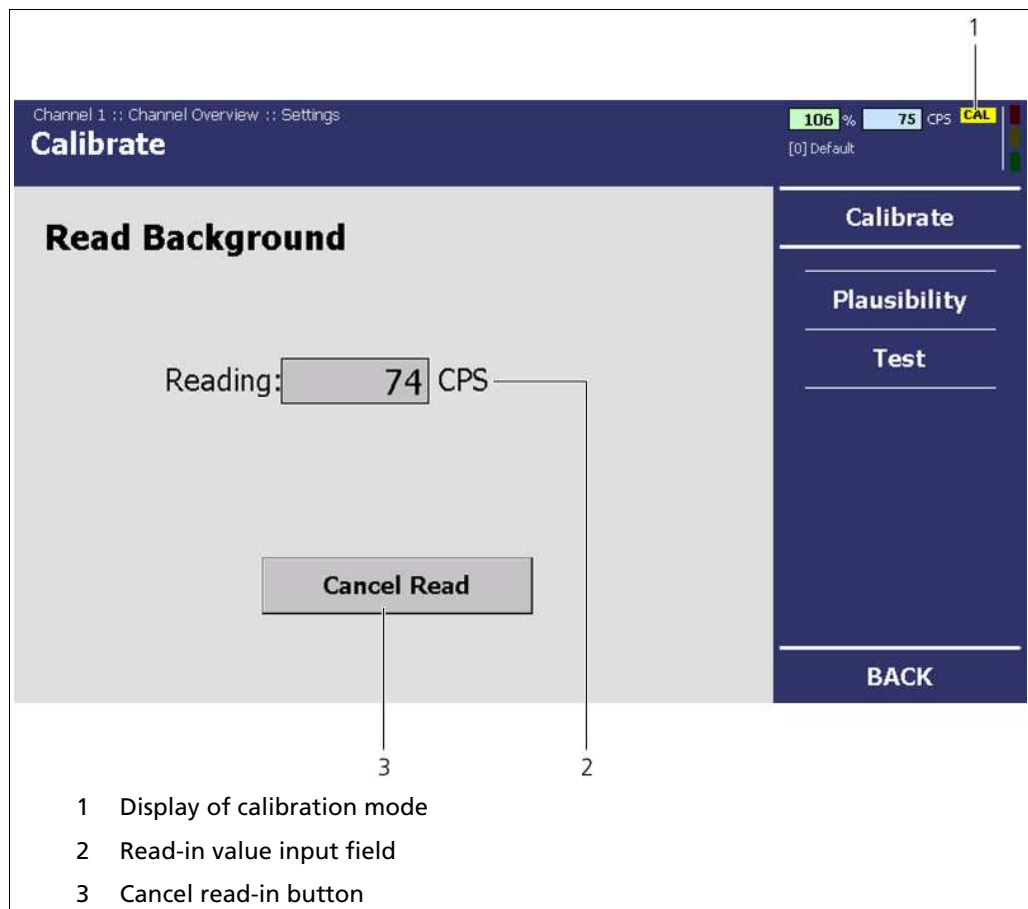 1
Channel 1 :: Channel Overview :: Settings
Calibrate
106 % 75 CPS CAL
[0] Default
Read Background
Reading: 74 CPS
Cancel Read
Calibrate
Plausibility
Test
BACK
3 2
1 Display of calibration mode
2 Read-in value input field
3 Cancel read-in button